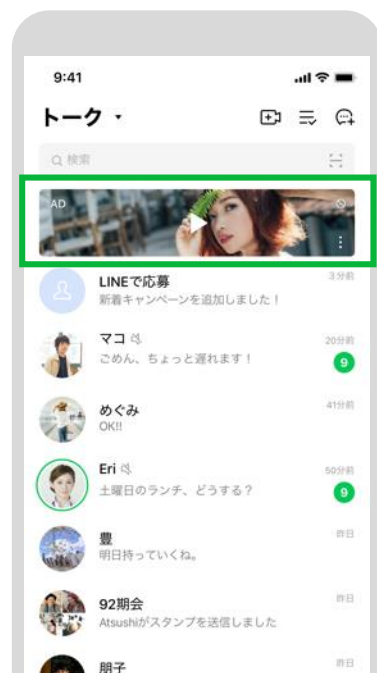 9:41
トーク
検索
AD
LINEで応募
3分前
新着キャンペーンを追加しました！
マコ
20分前
ごめん、ちょっと遅れます！
9
めぐみ
41分前
OK!!
Eri
50分前
土曜日のランチ、どうする？
9
豊
昨日
明日持っていくね。
92期会
昨日
Atsushiがスタンプを送信しました
朋子
昨日